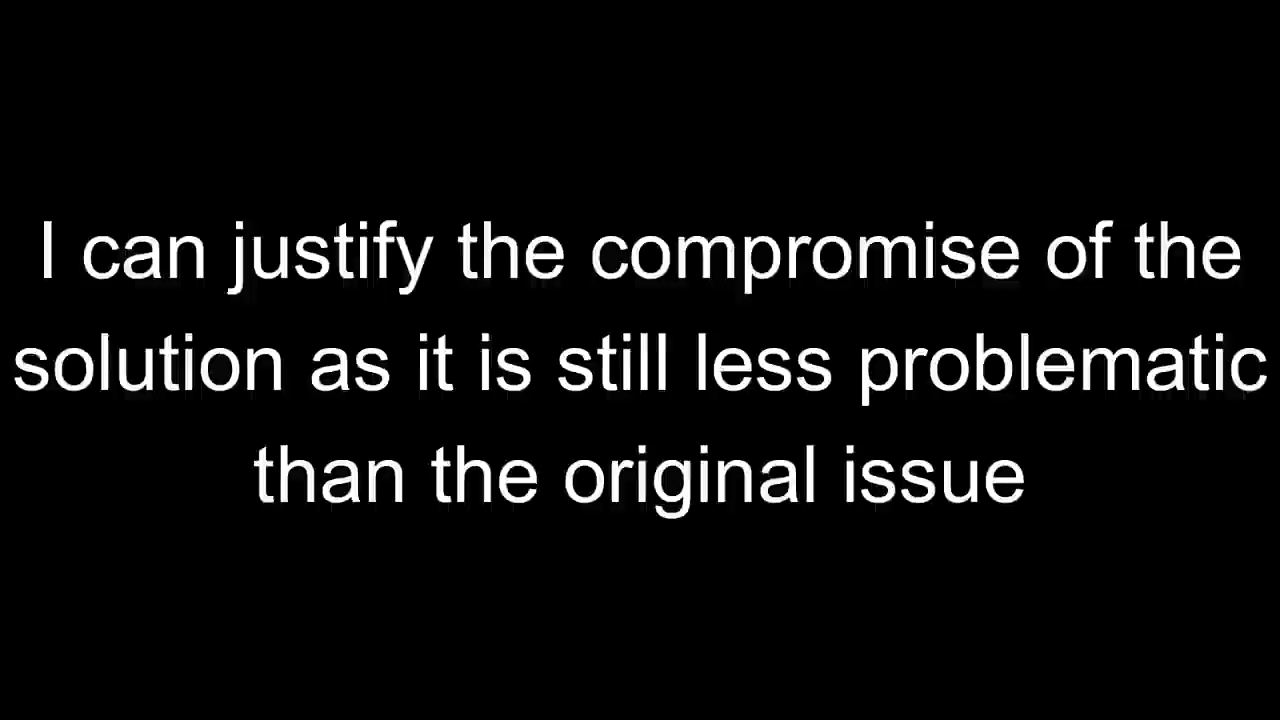 I can justify the compromise of the
solution as it is still less problematic
than the original issue